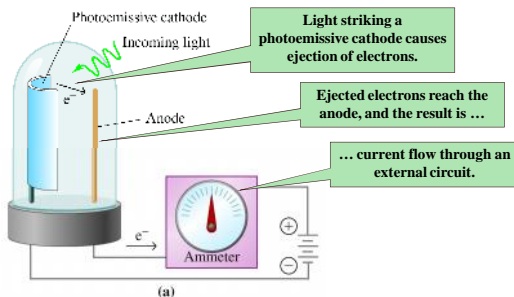 Photoemissive cathode
Incoming light
Light striking a
photoemissive cathode causes
ejection of electrons.
e⁻
Ejected electrons reach the
anode, and the result is …
Anode
… current flow through an
external circuit.
e⁻
Ammeter
+
−
(a)